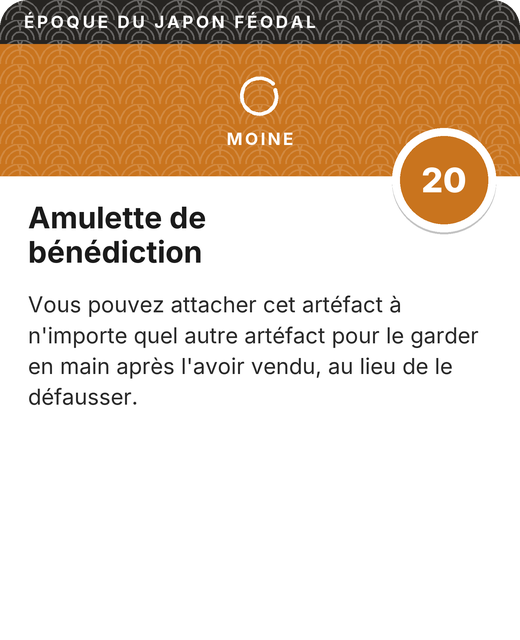 ÉPOQUE DU JAPON FÉODAL
MOINE
20
Amulette de
bénédiction
Vous pouvez attacher cet artéfact à
n'importe quel autre artéfact pour le garder
en main après l'avoir vendu, au lieu de le
défausser.